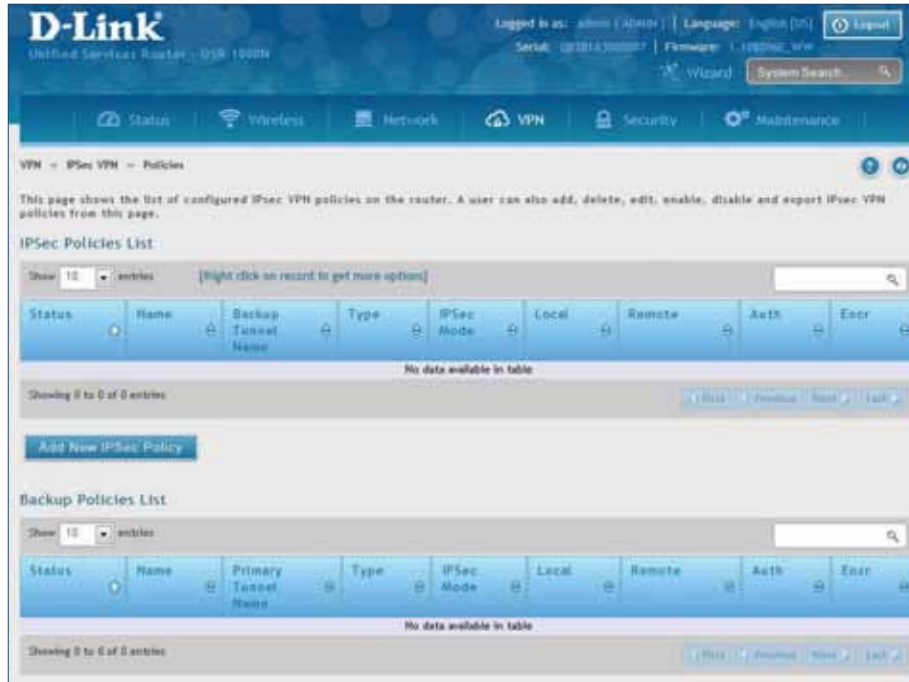 D-Link
Unified Services Router - DSR-1000N
Logged in as: admin ( ADMIN ) | Language: English [US]
Logout
Serial: | Firmware:
Wizard
System Search...
Status
Wireless
Network
VPN
Security
Maintenance
VPN » IPSec VPN » Policies
This page shows the list of configured IPsec VPN policies on the router. A user can also add, delete, edit, enable, disable and export IPsec VPN
policies from this page.
IPSec Policies List
Show 10 entries [Right click on record to get more options]
Status Name Backup Tunnel Name Type IPSec Mode Local Remote Auth Encr
No data available in table
Showing 0 to 0 of 0 entries
First Previous Next Last
Add New IPSec Policy
Backup Policies List
Show 10 entries
Status Name Primary Tunnel Name Type IPSec Mode Local Remote Auth Encr
No data available in table
Showing 0 to 0 of 0 entries
First Previous Next Last